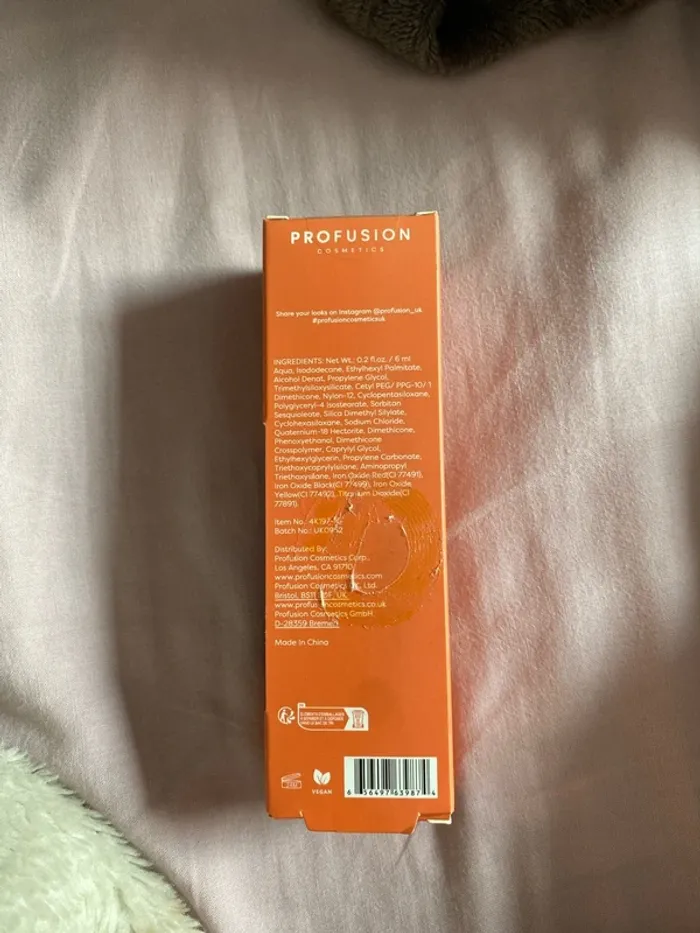 PROFUSION
COSMETICS
Share your looks on Instagram @profusion_uk
#profusioncosmeticsuk
INGREDIENTS: Net Wt.: 0.2 fl.oz. / 6 ml
Aqua, Isododecane, Ethylhexyl Palmitate,
Alcohol Denat, Propylene Glycol,
Trimethylsiloxysilicate, Cetyl PEG/ PPG-10/ 1
Dimethicone, Nylon-12, Cyclopentasiloxane,
Polyglyceryl-4 Isostearate, Sorbitan
Sesquioleate, Silica Dimethyl Silylate,
Cyclohexasiloxane, Sodium Chloride,
Quaternium-18 Hectorite, Dimethicone,
Phenoxyethanol, Dimethicone
Crosspolymer, Caprylyl Glycol,
Ethylhexylglycerin, Propylene Carbonate,
Triethoxycaprylylsilane, Aminopropyl
Triethoxysilane, Iron Oxide Red(CI 77491),
Iron Oxide Black(CI 77499), Iron Oxide
Yellow(CI 77492), Titanium Dioxide(CI
77891).
Item No.:
Batch No.: UK0952
Distributed By:
Profusion Cosmetics Corp.
Los Angeles, CA 91710
www.profusioncosmetics.com
Profusion Cosmetics Ltd.
Bristol, UK
www.profusioncosmetics.co.uk
Profusion Cosmetics GmbH
D-28359 Bremen
Made In China
VEGAN
6 56497 63987 4